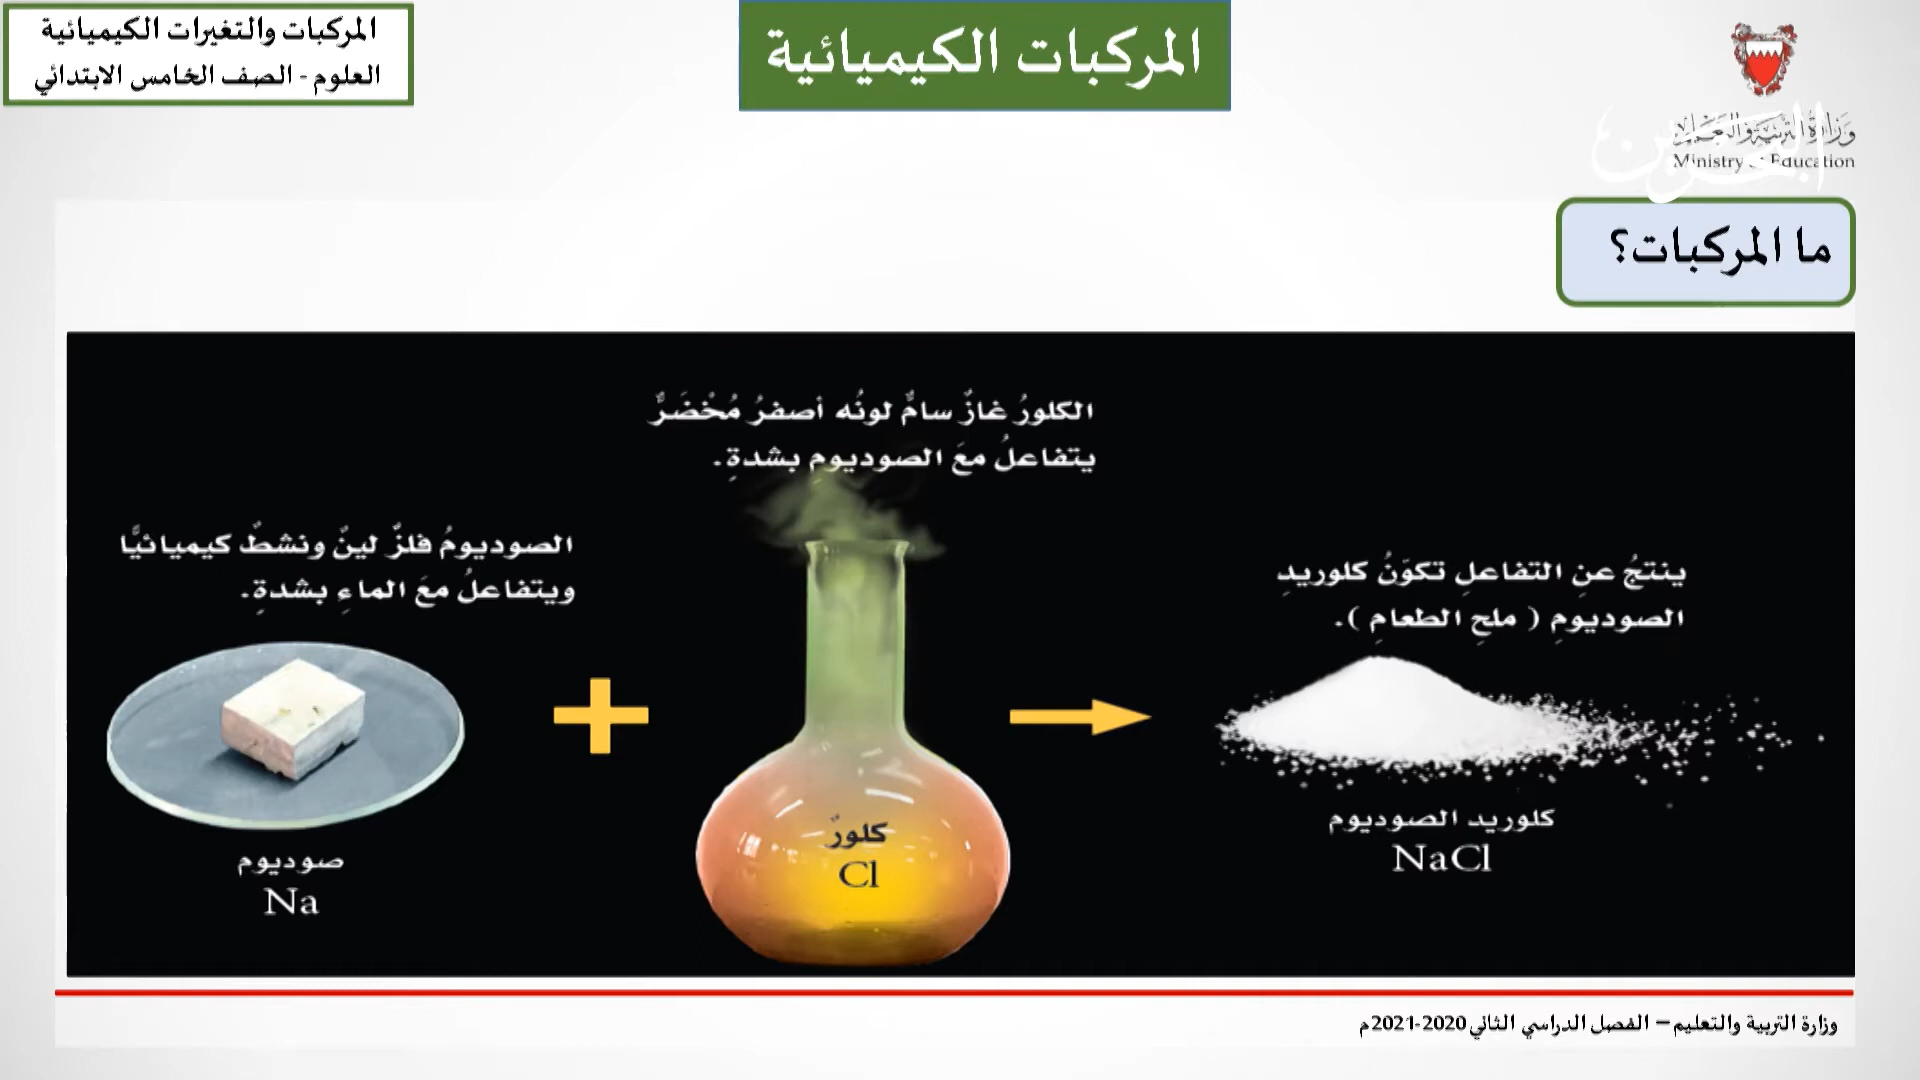 المركبات والتغيرات الكيميائية
العلوم - الصف الخامس الابتدائي
المركبات الكيميائية
وزارة التربية والتعليم
Ministry of Education
البحرين
ما المركبات؟
الكلورُ غازٌ سامٌّ لونُه أصفرُ مُخْضَرٌّ
يتفاعلُ معَ الصوديوم بشدةٍ.
الصوديومُ فلزٌّ لينٌ ونشطٌ كيميائيًّا
ويتفاعلُ معَ الماءِ بشدةٍ.
ينتجُ عنِ التفاعلِ تكوّنُ كلوريدِ
الصوديومِ ( ملحِ الطعامِ ).
كلورٌ
Cl
صوديوم
Na
كلوريد الصوديوم
NaCl
وزارة التربية والتعليم – الفصل الدراسي الثاني 2020-2021م